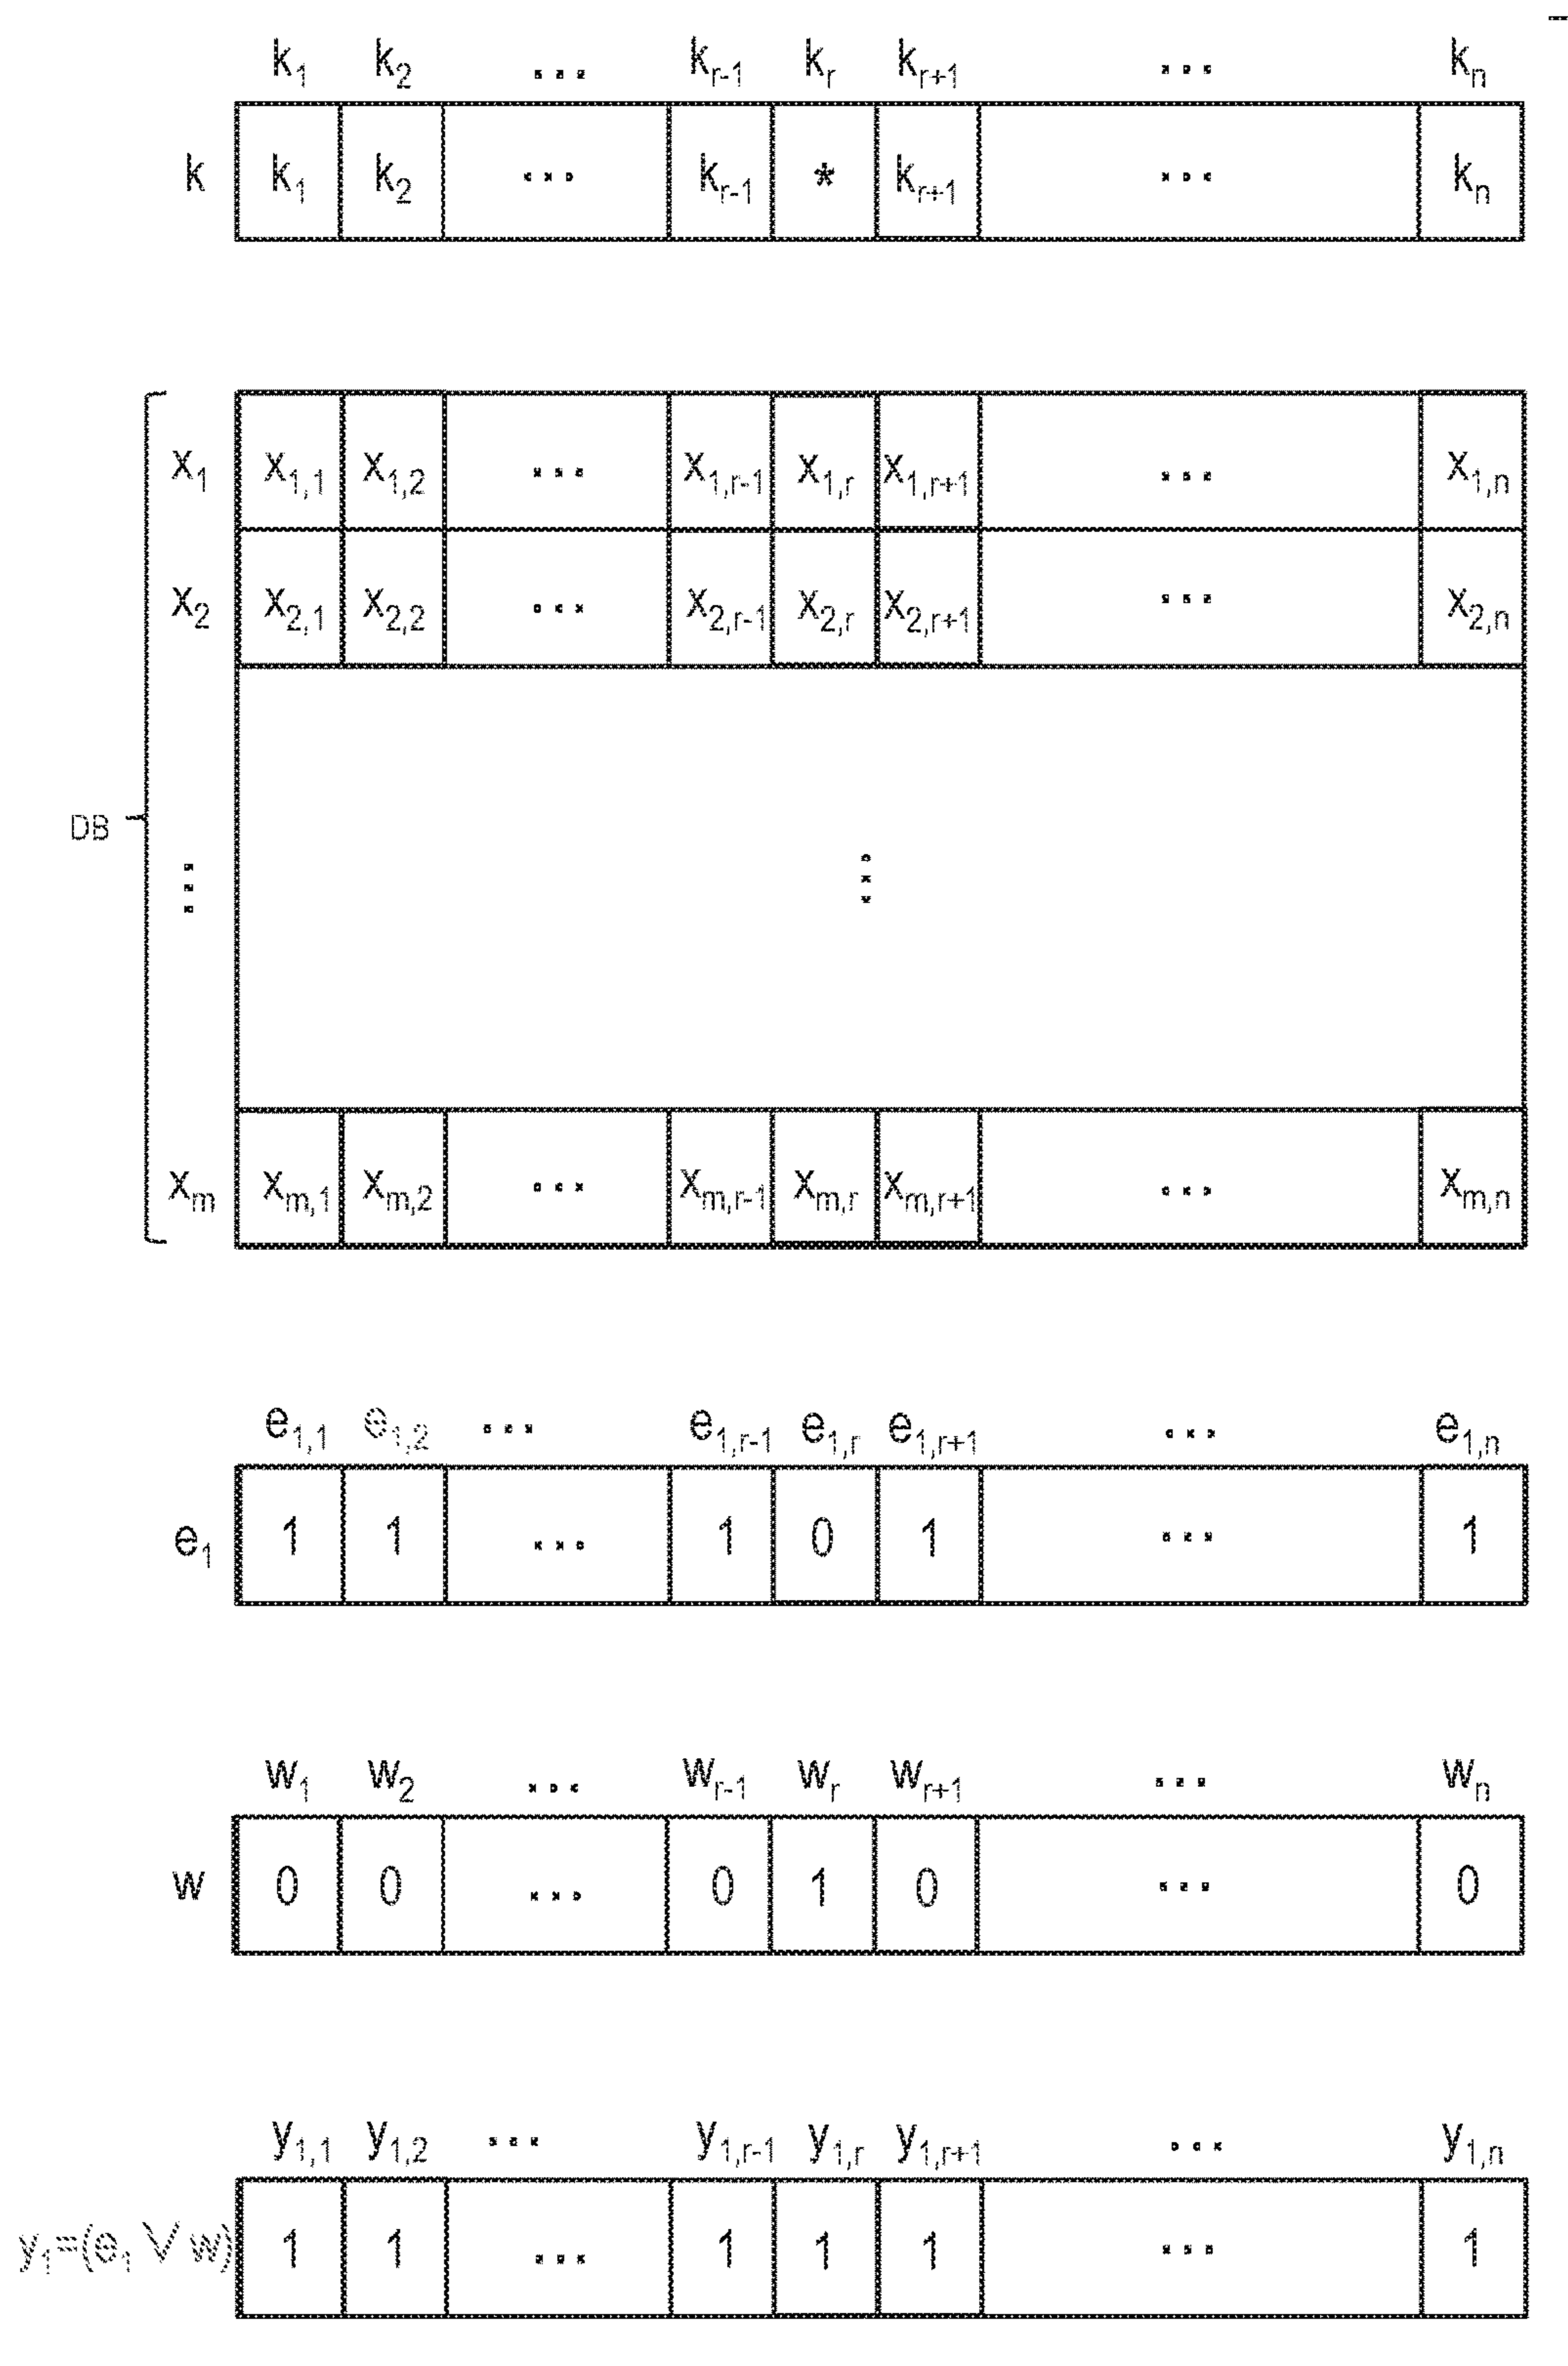 k₁ k₂ ... kᵣ₋₁ kᵣ kᵣ₊₁ ... kₙ
k k₁ k₂ ... kᵣ₋₁ * kᵣ₊₁ ... kₙ
x₁ x₁,₁ x₁,₂ ... x₁,ᵣ₋₁ x₁,ᵣ x₁,ᵣ₊₁ ... x₁,ₙ
x₂ x₂,₁ x₂,₂ ... x₂,ᵣ₋₁ x₂,ᵣ x₂,ᵣ₊₁ ... x₂,ₙ
DB
⋮ ⋮
xₘ xₘ,₁ xₘ,₂ ... xₘ,ᵣ₋₁ xₘ,ᵣ xₘ,ᵣ₊₁ ... xₘ,ₙ
e₁,₁ e₁,₂ ... e₁,ᵣ₋₁ e₁,ᵣ e₁,ᵣ₊₁ ... e₁,ₙ
e₁ 1 1 ... 1 0 1 ... 1
w₁ w₂ ... wᵣ₋₁ wᵣ wᵣ₊₁ ... wₙ
w 0 0 ... 0 1 0 ... 0
y₁,₁ y₁,₂ ... y₁,ᵣ₋₁ y₁,ᵣ y₁,ᵣ₊₁ ... y₁,ₙ
y₁=(e₁ ∨ w) 1 1 ... 1 1 1 ... 1